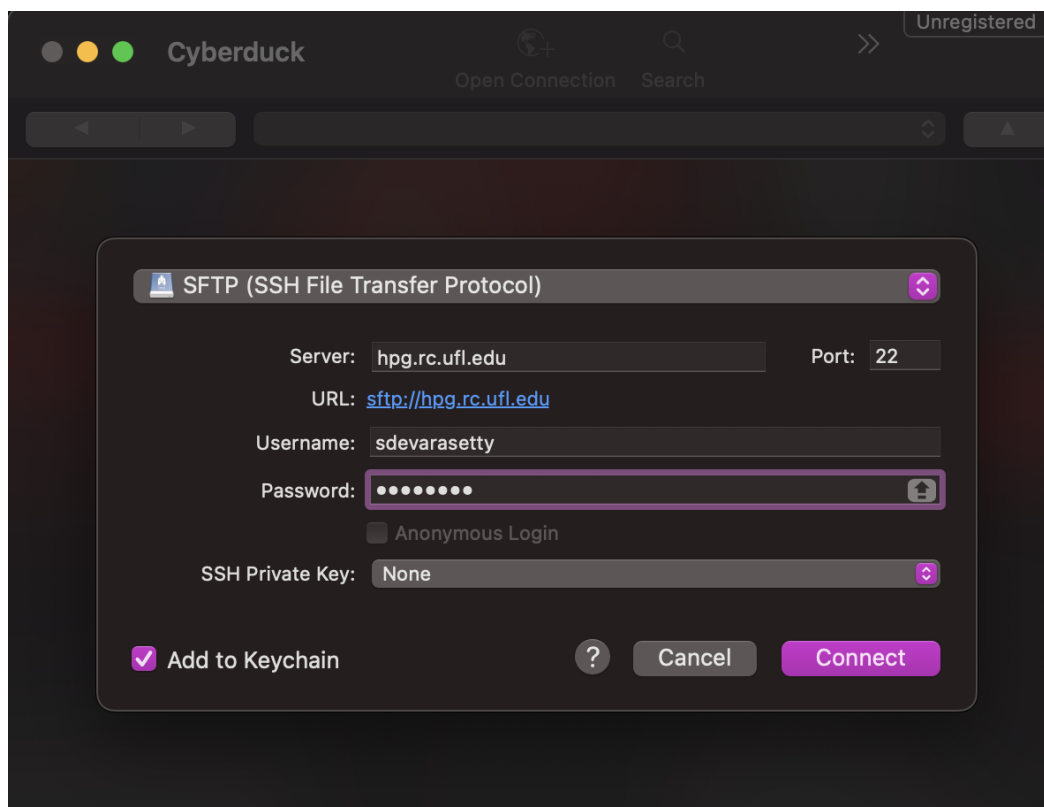 Unregistered
Cyberduck
Open Connection Search
SFTP (SSH File Transfer Protocol)
Server: hpg.rc.ufl.edu Port: 22
URL: sftp://hpg.rc.ufl.edu
Username: sdevarasetty
Password: ••••••••
Anonymous Login
SSH Private Key: None
Add to Keychain ? Cancel Connect